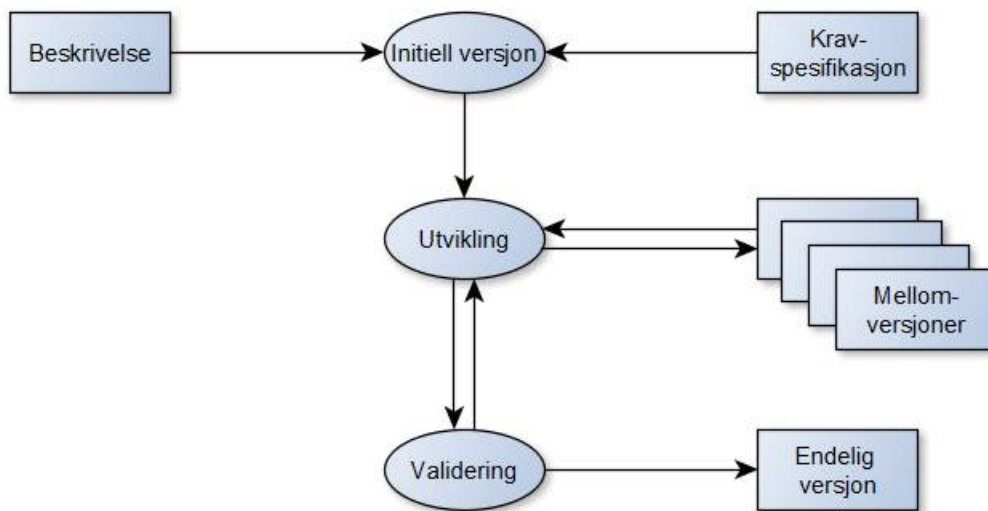 Beskrivelse
Initiell versjon
Krav-
spesifikasjon
Utvikling
Mellom-
versjoner
Validering
Endelig
versjon